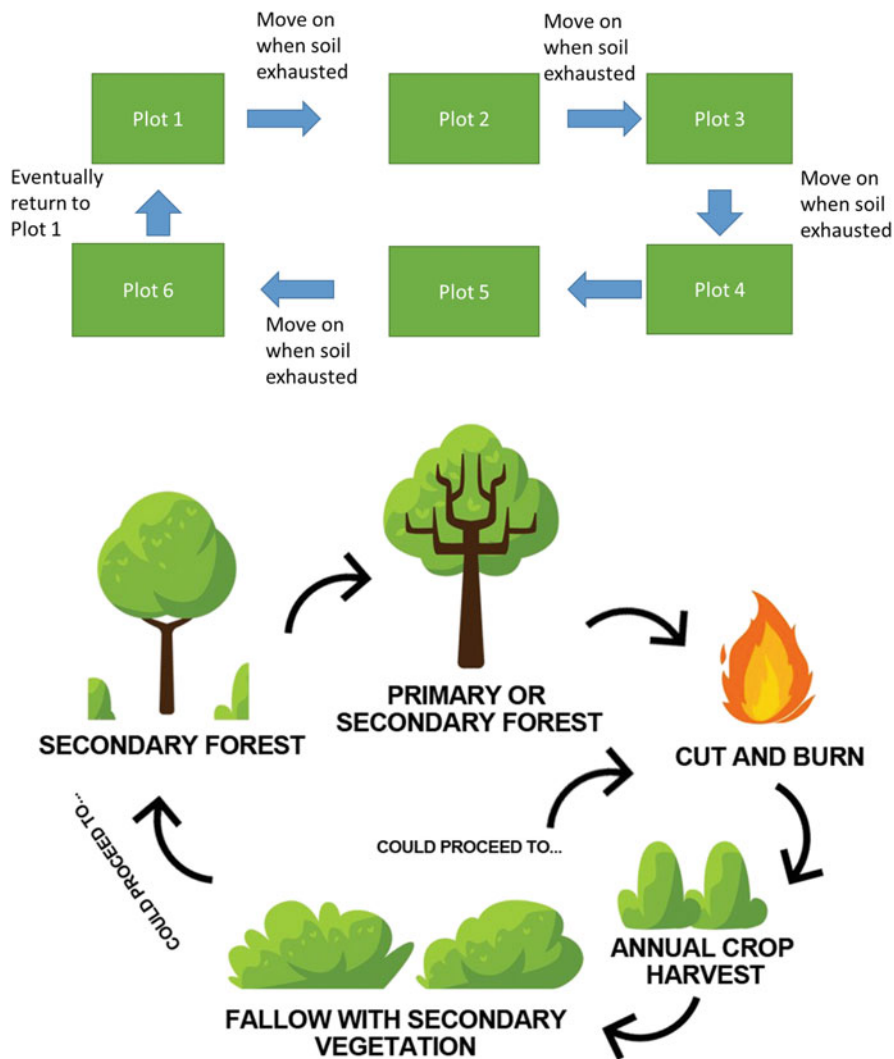 Move on
when soil
exhausted
Move on
when soil
exhausted
Plot 1
Plot 2
Plot 3
Eventually
return to
Plot 1
Move on
when soil
exhausted
Plot 6
Plot 5
Plot 4
Move on
when soil
exhausted
PRIMARY OR
SECONDARY FOREST
SECONDARY FOREST
CUT AND BURN
COULD PROCEED TO...
COULD PROCEED TO...
ANNUAL CROP
HARVEST
FALLOW WITH SECONDARY
VEGETATION